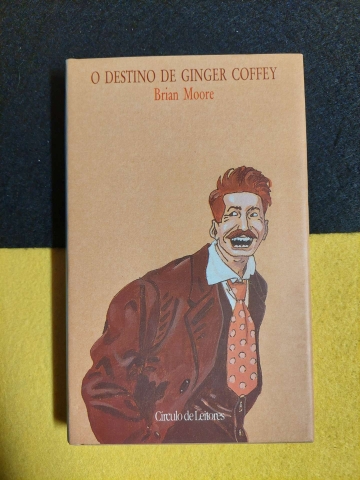 O DESTINO DE GINGER COFFEY
Brian Moore
Círculo de Leitores